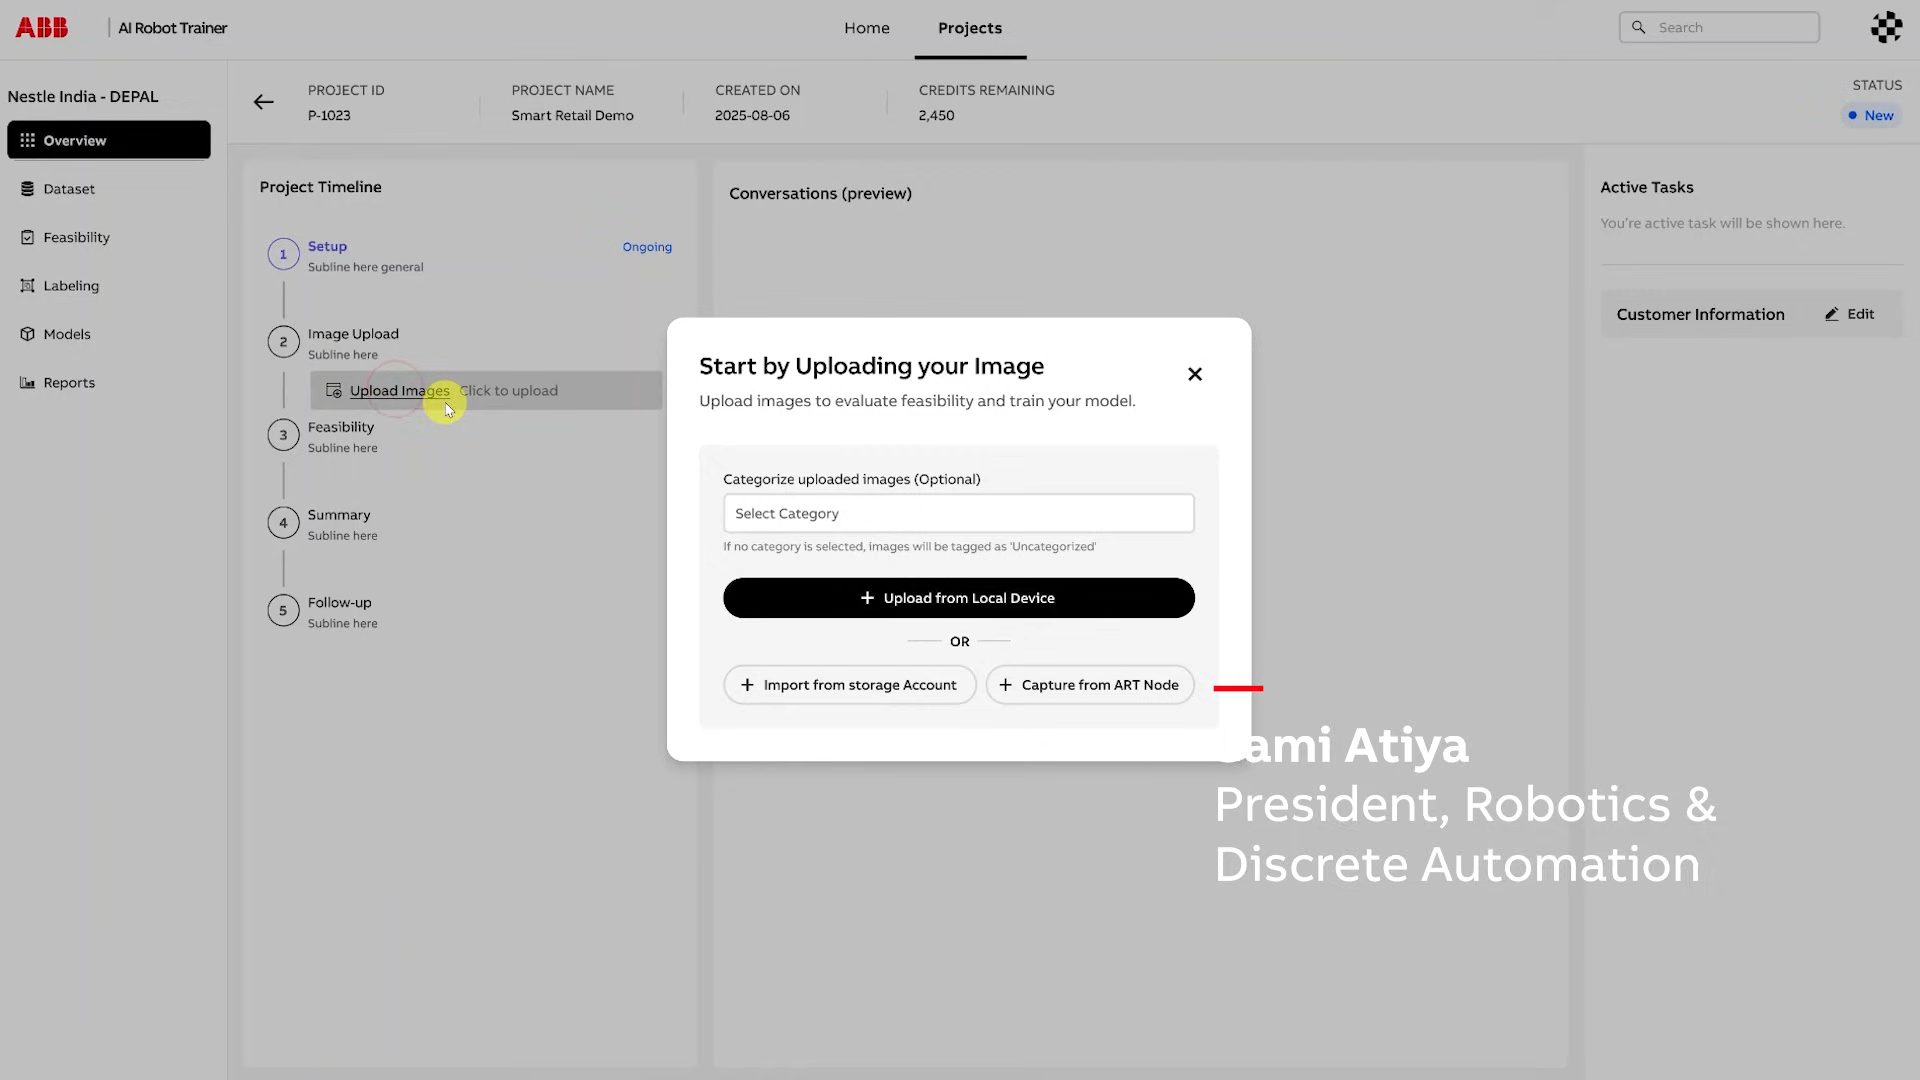 ABB
AI Robot Trainer
Home
Projects
Search
Nestle India - DEPAL
Overview
Dataset
Feasibility
Labeling
Models
Reports
PROJECT ID
P-1023
PROJECT NAME
Smart Retail Demo
CREATED ON
2025-08-06
CREDITS REMAINING
2,450
STATUS
New
Project Timeline
1
Setup
Ongoing
Subline here general
2
Image Upload
Subline here
Upload Images Click to upload
3
Feasibility
Subline here
4
Summary
Subline here
5
Follow-up
Subline here
Conversations (preview)
Start by Uploading your Image
Upload images to evaluate feasibility and train your model.
Categorize uploaded images (Optional)
Select Category
If no category is selected, images will be tagged as 'Uncategorized'
+ Upload from Local Device
OR
+ Import from storage Account
+ Capture from ART Node
Active Tasks
You're active task will be shown here.
Customer Information
Edit
Sami Atiya
President, Robotics &
Discrete Automation